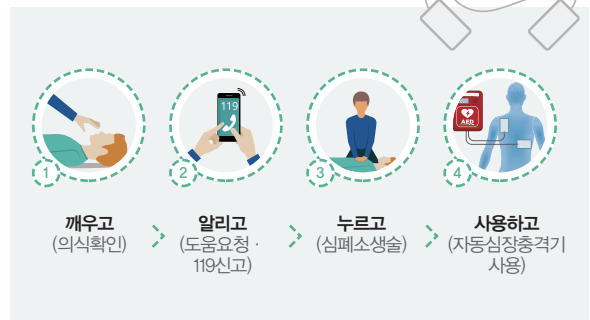 119
AED
1
2
3
4
깨우고
(의식확인)
알리고
(도움요청 ·
119신고)
누르고
(심폐소생술)
사용하고
(자동심장충격기
사용)